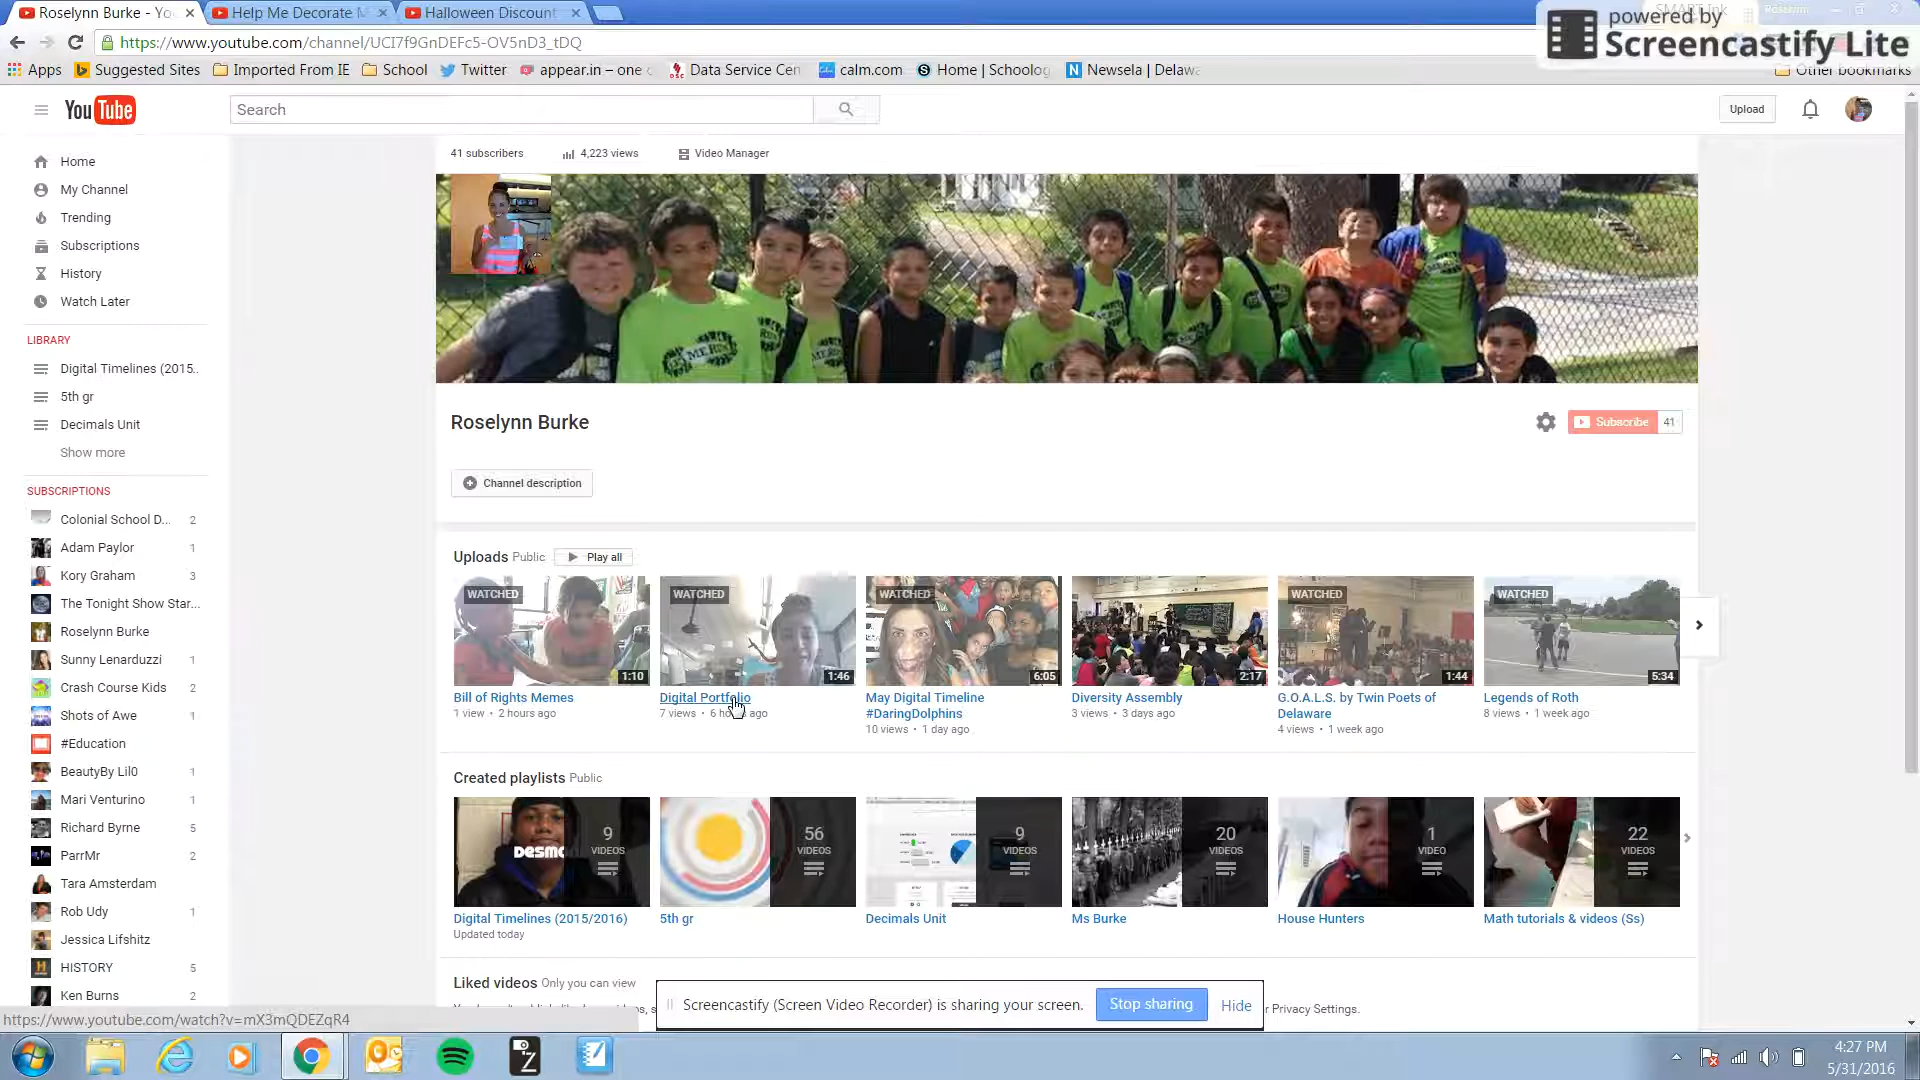 Roselynn Burke - Yo
Help Me Decorate
Halloween Discount
SMART Ink
powered by
Screencastify Lite
https://www.youtube.com/channel/UCI7f9GnDEFc5-OV5nD3_tDQ
Apps
Suggested Sites
Imported From IE
School
Twitter
appear.in – one
Data Service Cen
calm.com
Home | Schoolog
Newsela | Delaw
Other bookmarks
YouTube
Search
Upload
41 subscribers
4,223 views
Video Manager
Home
My Channel
Trending
Subscriptions
History
Watch Later
LIBRARY
Digital Timelines (2015..
5th gr
Decimals Unit
Show more
SUBSCRIPTIONS
Colonial School D... 2
Adam Paylor 1
Kory Graham 3
The Tonight Show Star...
Roselynn Burke
Sunny Lenarduzzi 1
Crash Course Kids 2
Shots of Awe 1
#Education
BeautyBy Lil0 1
Mari Venturino 1
Richard Byrne 5
ParrMr 2
Tara Amsterdam
Rob Udy 1
Jessica Lifshitz
HISTORY 5
Ken Burns 2
Roselynn Burke
Subscribe 41
Channel description
Uploads Public Play all
WATCHED 1:10
Bill of Rights Memes
1 view • 2 hours ago
WATCHED 1:46
Digital Portfolio
7 views • 6 hours ago
WATCHED 6:05
May Digital Timeline
#DaringDolphins
10 views • 1 day ago
2:17
Diversity Assembly
3 views • 3 days ago
WATCHED 1:44
G.O.A.L.S. by Twin Poets of
Delaware
4 views • 1 week ago
WATCHED 5:34
Legends of Roth
8 views • 1 week ago
Created playlists Public
DESMO
9 VIDEOS
Digital Timelines (2015/2016)
Updated today
56 VIDEOS
5th gr
9 VIDEOS
Decimals Unit
20 VIDEOS
Ms Burke
1 VIDEO
House Hunters
22 VIDEOS
Math tutorials & videos (Ss)
Liked videos Only you can view
r Privacy Settings.
Screencastify (Screen Video Recorder) is sharing your screen.
Stop sharing
Hide
https://www.youtube.com/watch?v=mX3mQDEZqR4
4:27 PM
5/31/2016